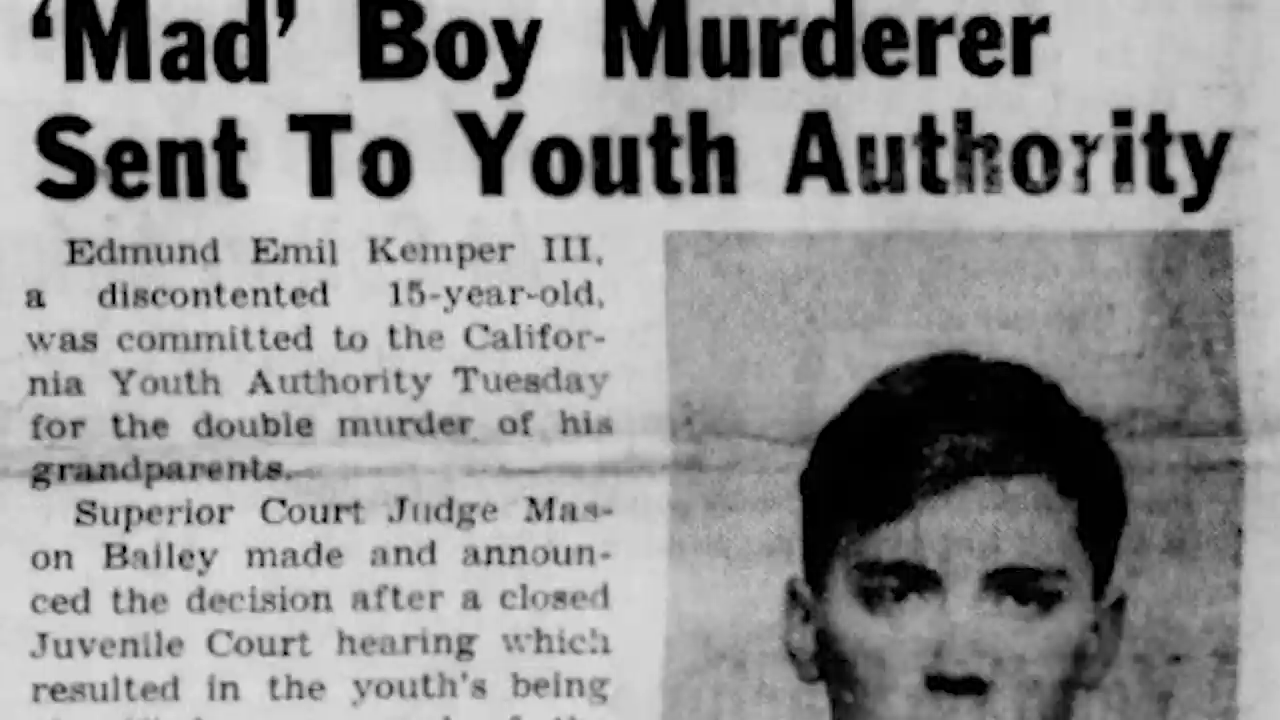 ‘Mad’ Boy Murderer
Sent To Youth Authority
Edmund Emil Kemper III,
a discontented 15-year-old,
was committed to the Califor-
nia Youth Authority Tuesday
for the double murder of his
grandparents.
Superior Court Judge Mas-
on Bailey made and announ-
ced the decision after a closed
Juvenile Court hearing which
resulted in the youth's being